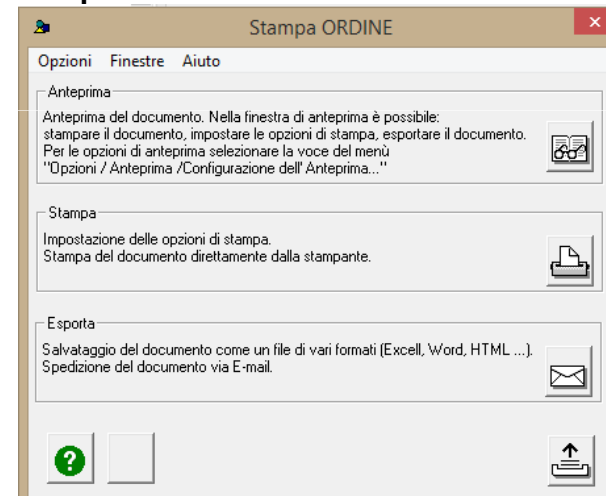 Stampa ORDINE
Opzioni Finestre Aiuto
Anteprima
Anteprima del documento. Nella finestra di anteprima è possibile:
stampare il documento, impostare le opzioni di stampa, esportare il documento.
Per le opzioni di anteprima selezionare la voce del menù
"Opzioni / Anteprima /Configurazione dell' Anteprima..."
Stampa
Impostazione delle opzioni di stampa.
Stampa del documento direttamente dalla stampante.
Esporta
Salvataggio del documento come un file di vari formati (Excell, Word, HTML ...).
Spedizione del documento via E-mail.